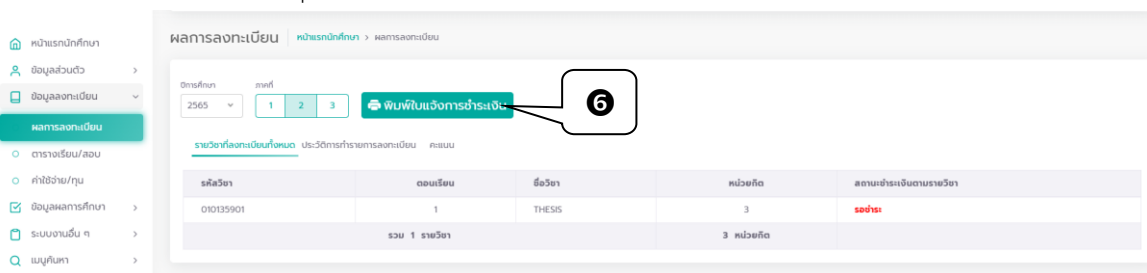 หน้าแรกนักศึกษา
ข้อมูลส่วนตัว
ข้อมูลลงทะเบียน
ผลการลงทะเบียน
ตารางเรียน/สอบ
ค่าใช้จ่าย/ทุน
ข้อมูลผลการศึกษา
ระบบงานอื่น ๆ
เมนูค้นหา
ผลการลงทะเบียน หน้าแรกนักศึกษา > ผลการลงทะเบียน
ปีการศึกษา ภาคที่
2565 1 2 3 พิมพ์ใบแจ้งการชำระเงิน 6
รายวิชาที่ลงทะเบียนทั้งหมด ประวัติการทำรายการลงทะเบียน คะแนน
รหัสวิชา ตอนเรียน ชื่อวิชา หน่วยกิต สถานะชำระเงินตามรายวิชา
010135901 1 THESIS 3 รอชำระ
รวม 1 รายวิชา 3 หน่วยกิต